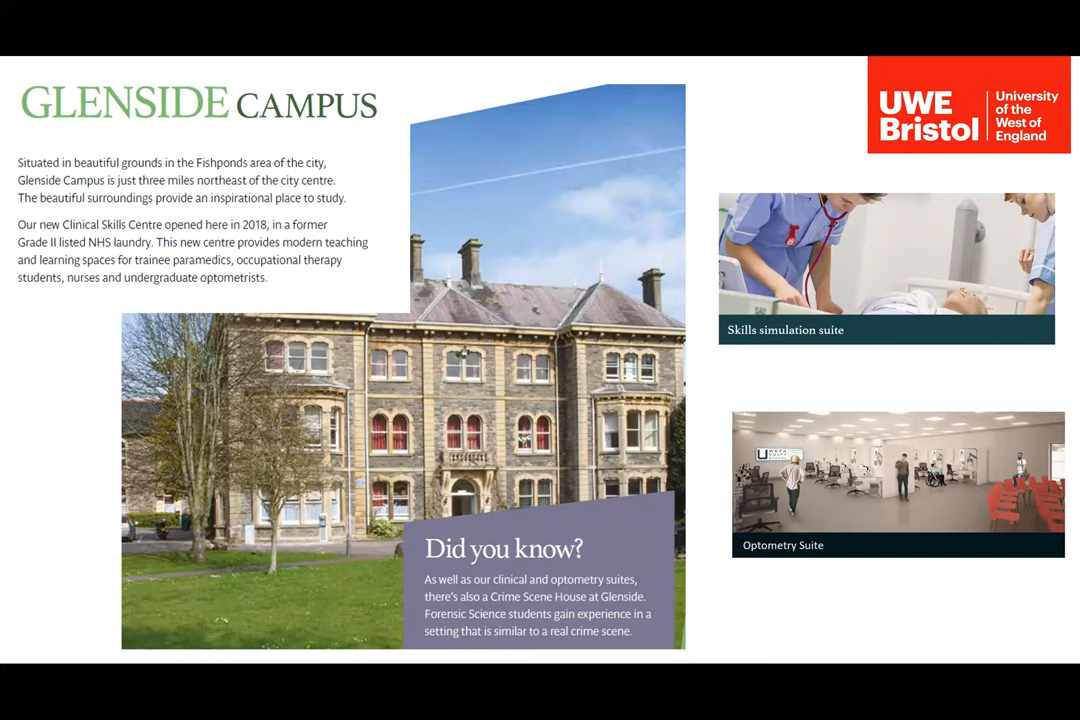 GLENSIDE CAMPUS
Situated in beautiful grounds in the Fishponds area of the city,
Glenside Campus is just three miles northeast of the city centre.
The beautiful surroundings provide an inspirational place to study.
Our new Clinical Skills Centre opened here in 2018, in a former
Grade II listed NHS laundry. This new centre provides modern teaching
and learning spaces for trainee paramedics, occupational therapy
students, nurses and undergraduate optometrists.
Did you know?
As well as our clinical and optometry suites,
there's also a Crime Scene House at Glenside.
Forensic Science students gain experience in a
setting that is similar to a real crime scene.
UWE
Bristol
University
of the
West of
England
Skills simulation suite
Optometry Suite